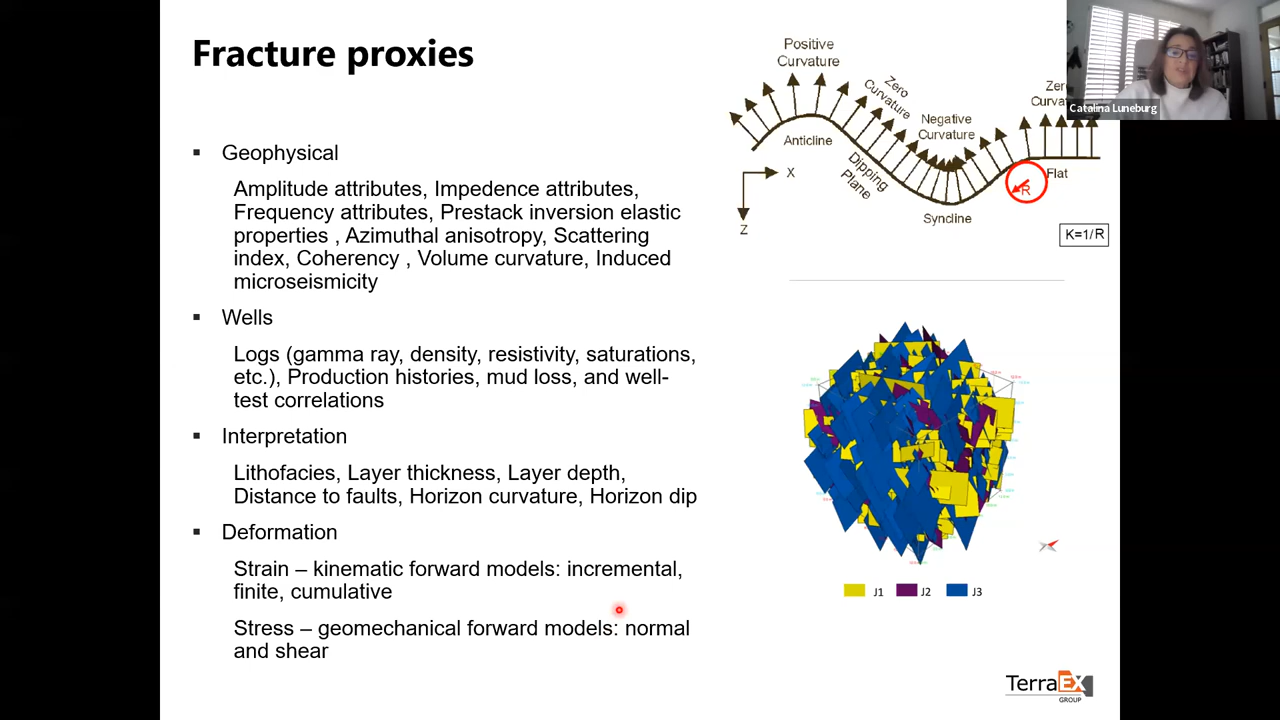 Fracture proxies
▪ Geophysical
Amplitude attributes, Impedence attributes,
Frequency attributes, Prestack inversion elastic
properties , Azimuthal anisotropy, Scattering
index, Coherency , Volume curvature, Induced
microseismicity
▪ Wells
Logs (gamma ray, density, resistivity, saturations,
etc.), Production histories, mud loss, and well-
test correlations
▪ Interpretation
Lithofacies, Layer thickness, Layer depth,
Distance to faults, Horizon curvature, Horizon dip
▪ Deformation
Strain – kinematic forward models: incremental,
finite, cumulative
Stress – geomechanical forward models: normal
and shear
Positive
Curvature
Zero
Curvature
Negative
Curvature
Zer
Curva
Anticline
Dipping
Plane
Syncline
Flat
X
Z
R
K=1/R
J1
J2
J3
Catalina Luneburg
TerraEX
GROUP